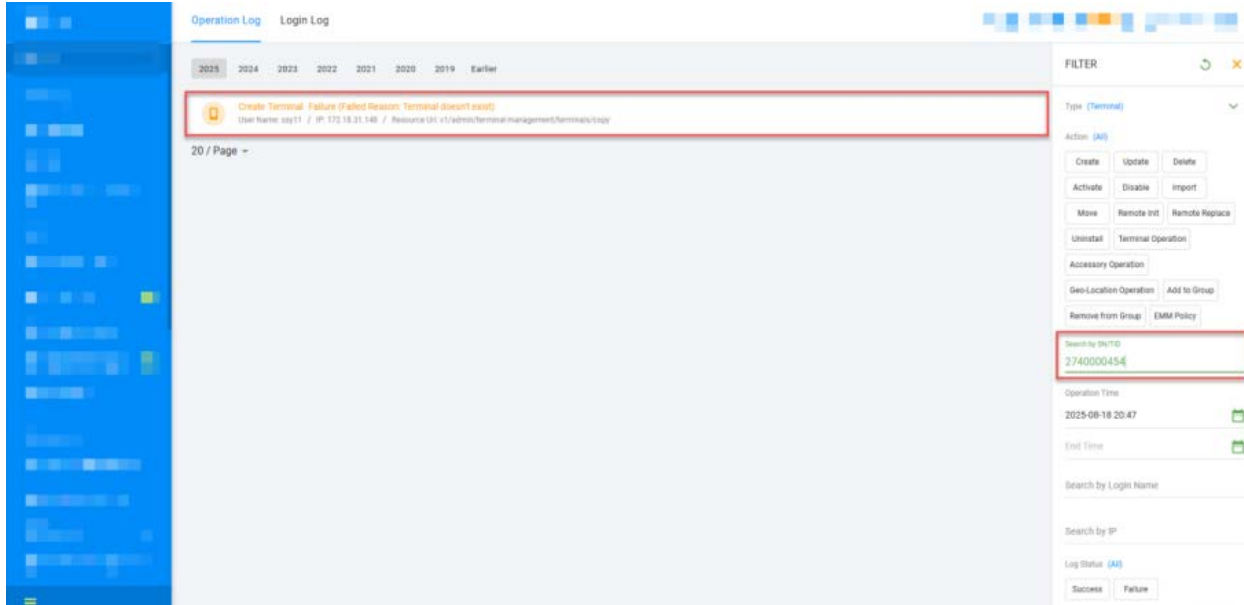 Operation Log Login Log
2025 2024 2023 2022 2021 2020 2019 Earlier
Create Terminal Failure (Failed Reason: Terminal doesn't exist)
User Name: ssy11 / IP: 172.18.31.148 / Resource Url: v1/admin/terminal-management/terminals/copy
20 / Page
FILTER
Type (Terminal)
Action (All)
Create Update Delete
Activate Disable Import
Move Remote Init Remote Replace
Uninstall Terminal Operation
Accessory Operation
Geo-Location Operation Add to Group
Remove from Group EMM Policy
Search by SN/TID
2740000454
Operation Time
2025-08-18 20:47
End Time
Search by Login Name
Search by IP
Log Status (All)
Success Failure